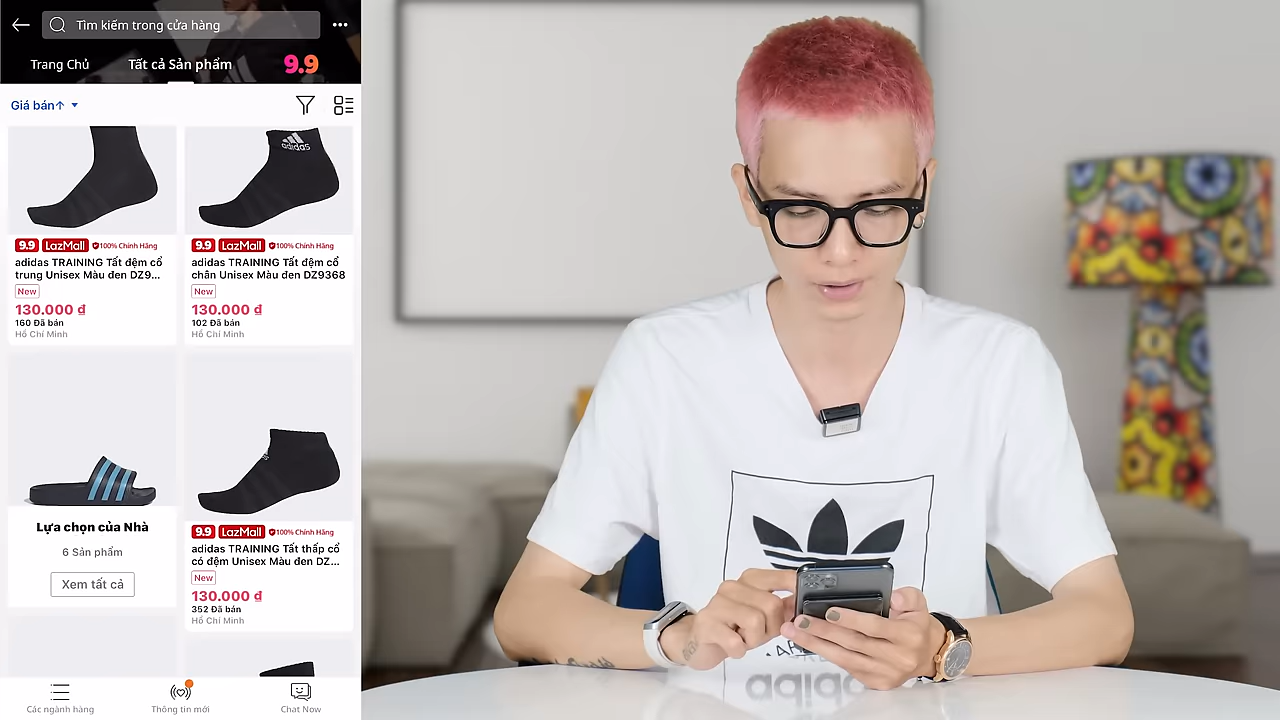 Tìm kiếm trong cửa hàng
Trang Chủ
Tất cả Sản phẩm
9.9
Giá bán↑
adidas
9.9 LazMall 100% Chính Hãng
adidas TRAINING Tất đệm cổ
trung Unisex Màu đen DZ9...
New
130.000 ₫
160 Đã bán
Hồ Chí Minh
9.9 LazMall 100% Chính Hãng
adidas TRAINING Tất đệm cổ
chân Unisex Màu đen DZ9368
New
130.000 ₫
102 Đã bán
Hồ Chí Minh
Lựa chọn của Nhà
6 Sản phẩm
Xem tất cả
9.9 LazMall 100% Chính Hãng
adidas TRAINING Tất thấp cổ
có đệm Unisex Màu đen DZ...
New
130.000 ₫
352 Đã bán
Hồ Chí Minh
Các ngành hàng
Thông tin mới
Chat Now
adidas